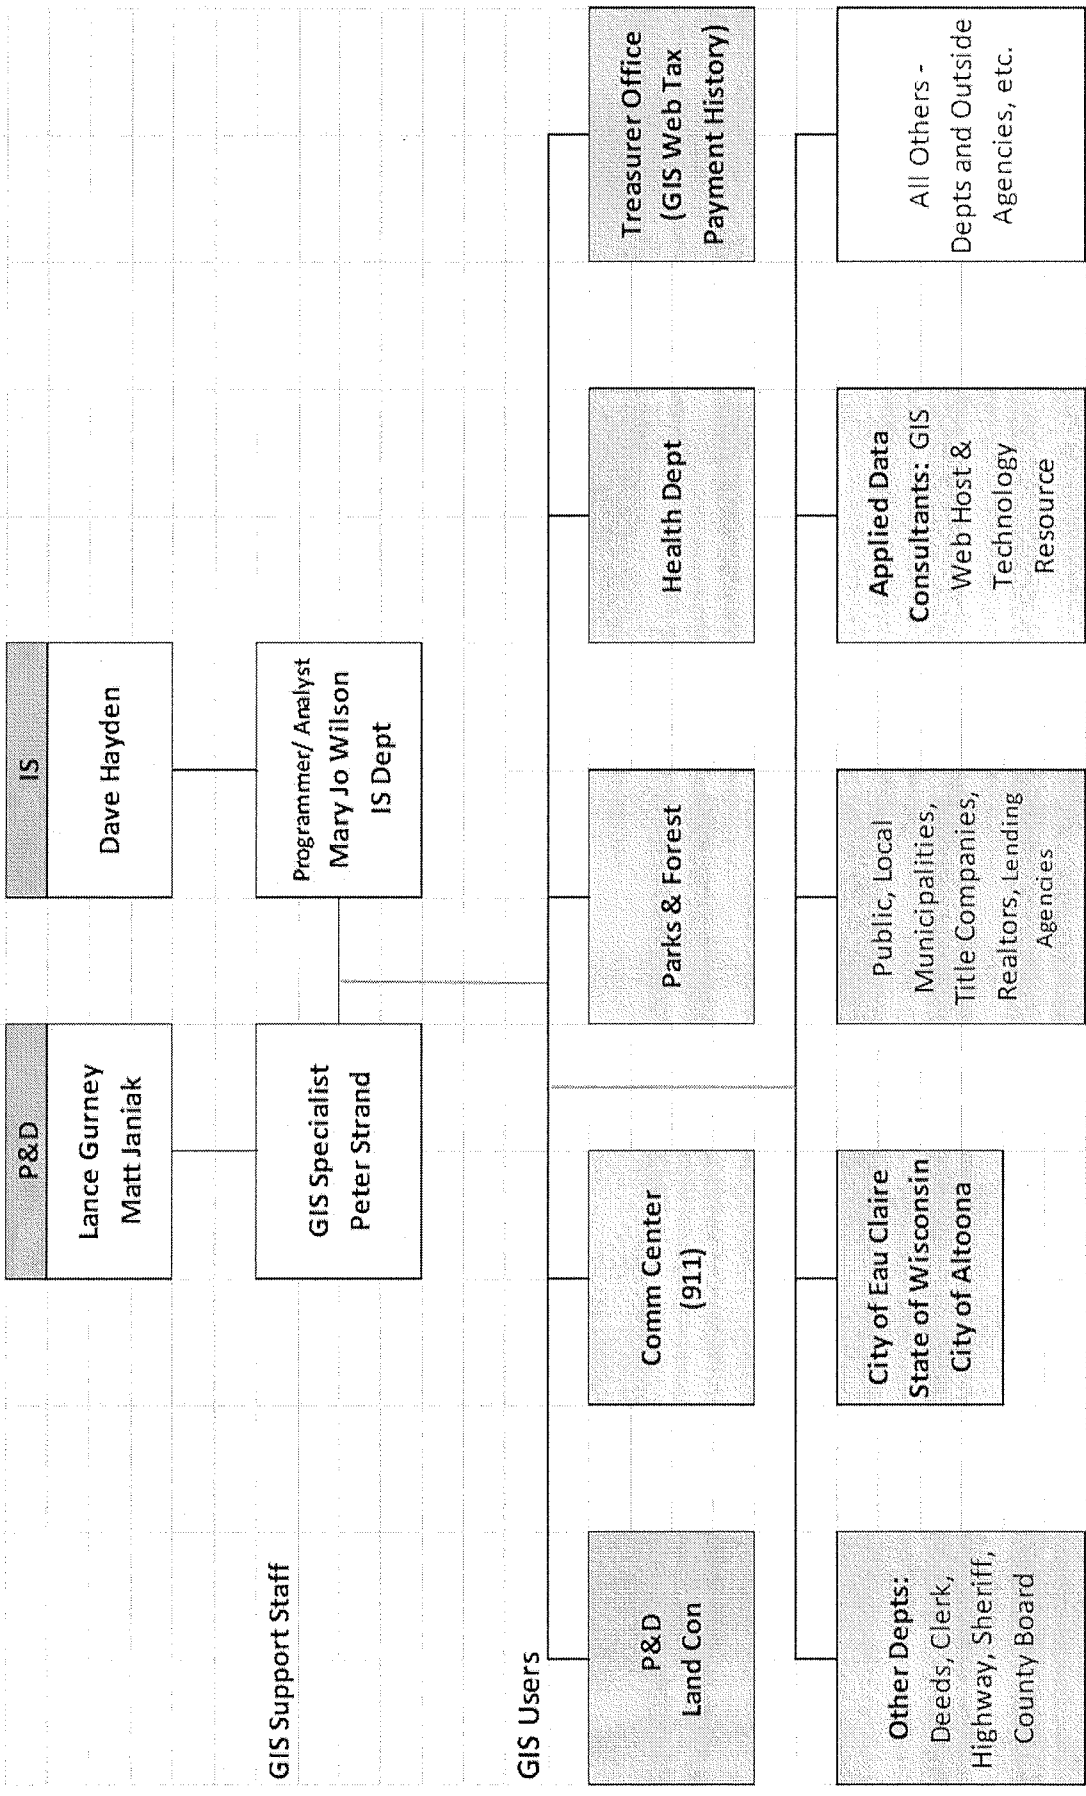 P&D
IS
Lance Gurney
Matt Janiak
Dave Hayden
GIS Support Staff
GIS Specialist
Peter Strand
Programmer/ Analyst
Mary Jo Wilson
IS Dept
GIS Users
P&D
Land Con
Comm Center
(911)
Parks & Forest
Health Dept
Treasurer Office
(GIS Web Tax
Payment History)
Other Depts:
Deeds, Clerk,
Highway, Sheriff,
County Board
City of Eau Claire
State of Wisconsin
City of Altoona
Public, Local
Municipalities,
Title Companies,
Realtors, Lending
Agencies
Applied Data
Consultants: GIS
Web Host &
Technology
Resource
All Others -
Depts and Outside
Agencies, etc.